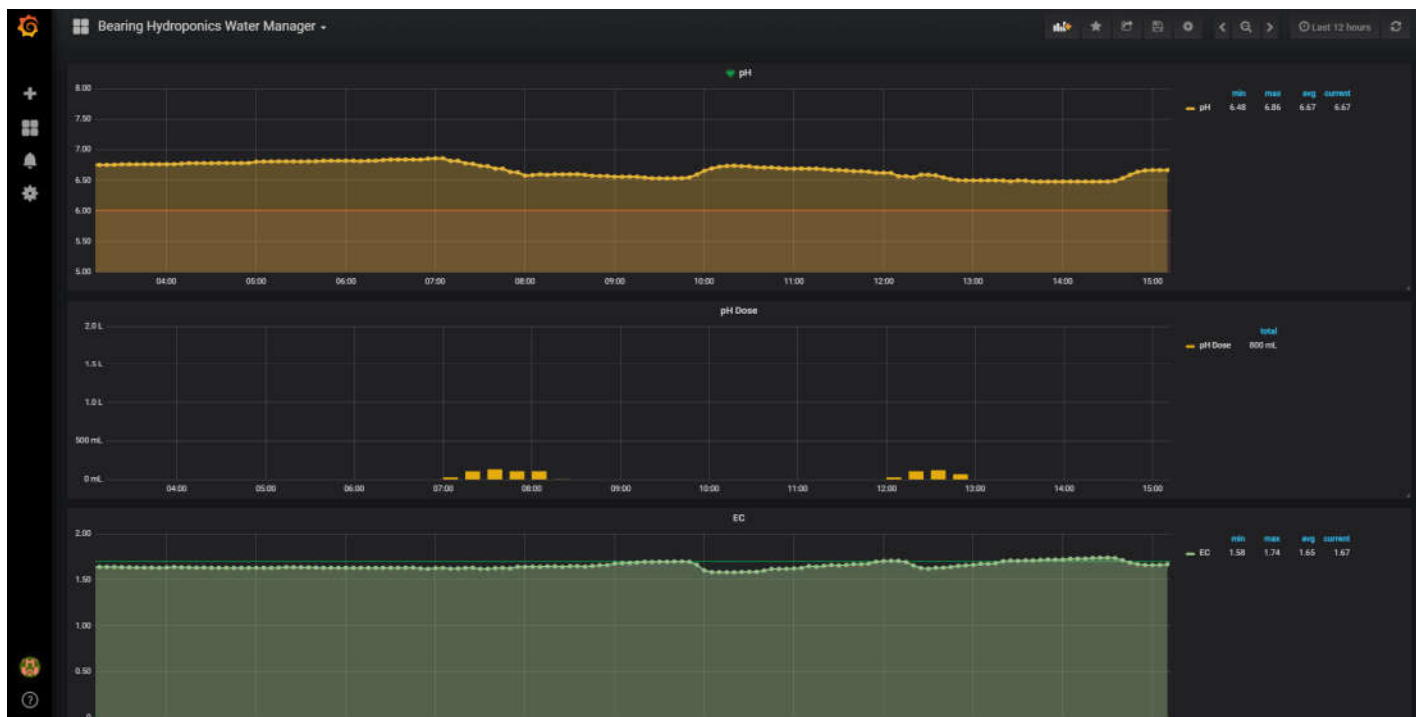 Bearing Hydroponics Water Manager
Last 12 hours
pH
8.00
7.50
7.00
6.50
6.00
5.50
5.00
04:00 05:00 06:00 07:00 08:00 09:00 10:00 11:00 12:00 13:00 14:00 15:00
min max avg current
pH 6.48 6.86 6.67 6.67
pH Dose
2.0 L
1.5 L
1.0 L
500 mL
0 mL
04:00 05:00 06:00 07:00 08:00 09:00 10:00 11:00 12:00 13:00 14:00 15:00
total
pH Dose 800 mL
EC
2.00
1.50
1.00
0.50
0
min max avg current
EC 1.58 1.74 1.65 1.67